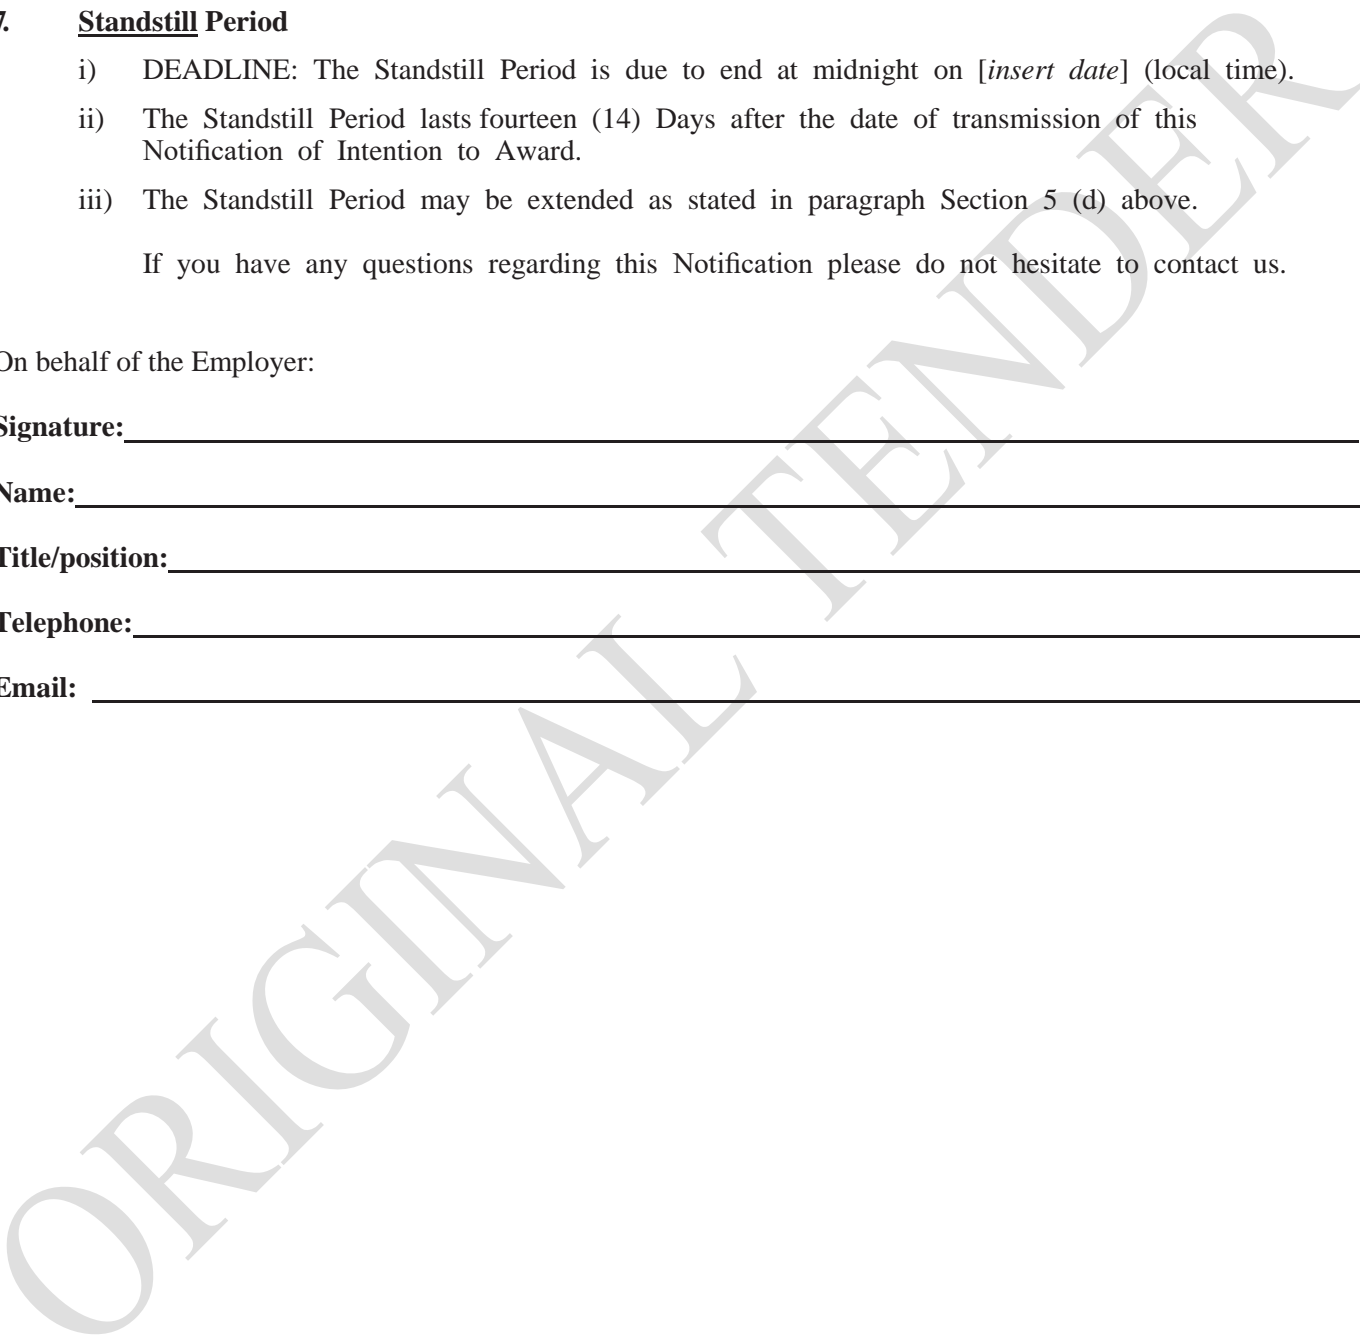 7. Standstill Period
i) DEADLINE: The Standstill Period is due to end at midnight on [insert date] (local time).
ii) The Standstill Period lasts fourteen (14) Days after the date of transmission of this
Notification of Intention to Award.
iii) The Standstill Period may be extended as stated in paragraph Section 5 (d) above.
If you have any questions regarding this Notification please do not hesitate to contact us.
On behalf of the Employer:
Signature:
Name:
Title/position:
Telephone:
Email:
ORIGINAL TENDER